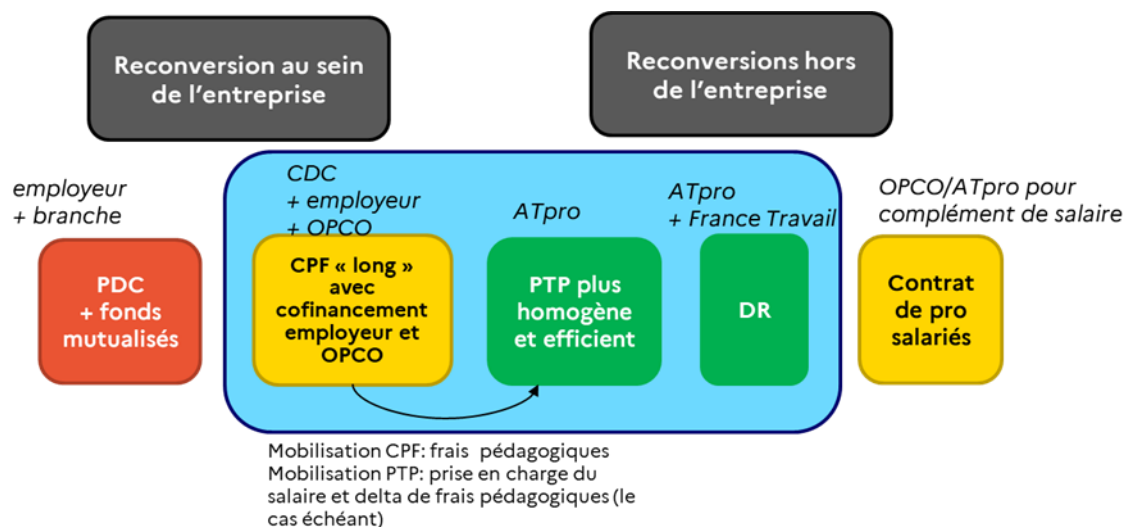 Reconversion au sein
de l'entreprise
Reconversions hors
de l'entreprise
employeur
+ branche
CDC
+ employeur
+ OPCO
ATpro
ATpro
+ France Travail
OPCO/ATpro pour
complément de salaire
PDC
+ fonds
mutualisés
CPF « long »
avec
cofinancement
employeur et
OPCO
PTP plus
homogène
et efficient
DR
Contrat
de pro
salariés
Mobilisation CPF: frais pédagogiques
Mobilisation PTP: prise en charge du
salaire et delta de frais pédagogiques (le
cas échéant)